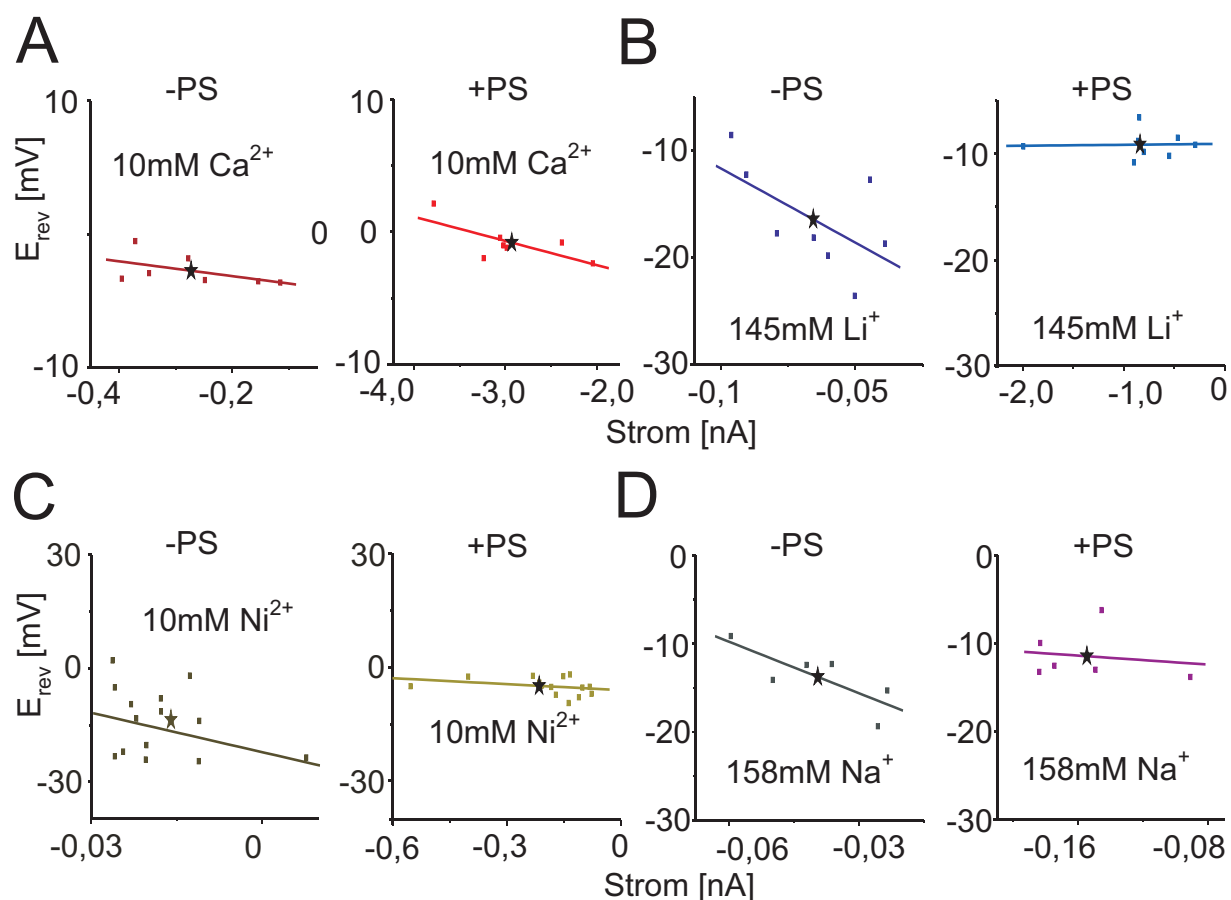 A
B
-PS
+PS
-PS
+PS
E_rev [mV]
10
10mM Ca²⁺
-10
-0,4
-0,2
10
10mM Ca²⁺
0
0
-10
-4,0
-3,0
-2,0
-10
-20
-30
145mM Li⁺
-0,1
-0,05
-10
-20
-30
145mM Li⁺
-2,0
-1,0
0
Strom [nA]
C
D
-PS
+PS
-PS
+PS
E_rev [mV]
30
10mM Ni²⁺
0
-30
-0,03
0
30
0
10mM Ni²⁺
-30
-0,6
-0,3
0
0
-10
-20
158mM Na⁺
-30
-0,06
-0,03
0
-10
-20
158mM Na⁺
-30
-0,16
-0,08
Strom [nA]